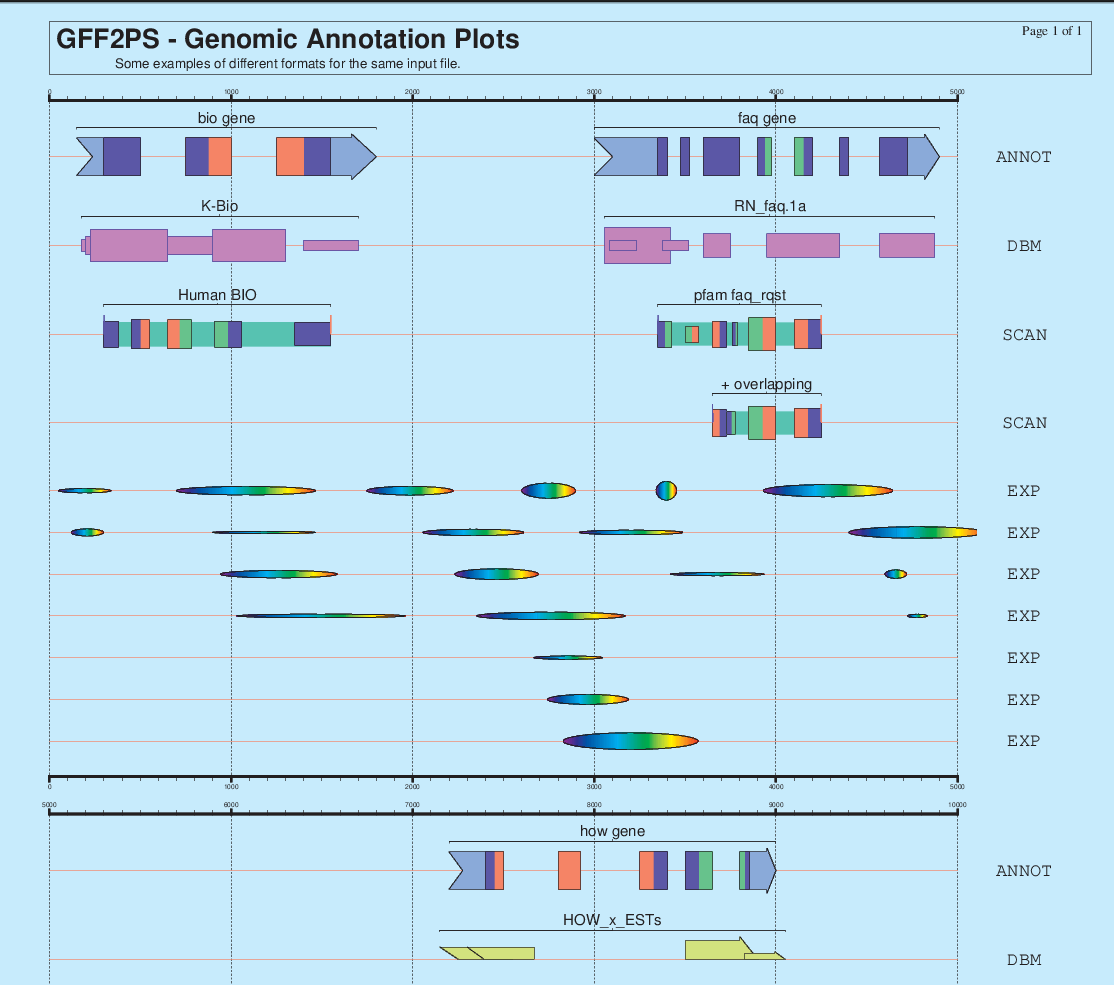 GFF2PS - Genomic Annotation Plots
Page 1 of 1
Some examples of different formats for the same input file.
0 1000 2000 3000 4000 5000
bio gene faq gene
ANNOT
K-Bio RN_faq.1a
DBM
Human BIO pfam faq_rqst
SCAN
+ overlapping
SCAN
EXP
EXP
EXP
EXP
EXP
EXP
EXP
0 1000 2000 3000 4000 5000
5000 6000 7000 8000 9000 10000
how gene
ANNOT
HOW_x_ESTs
DBM